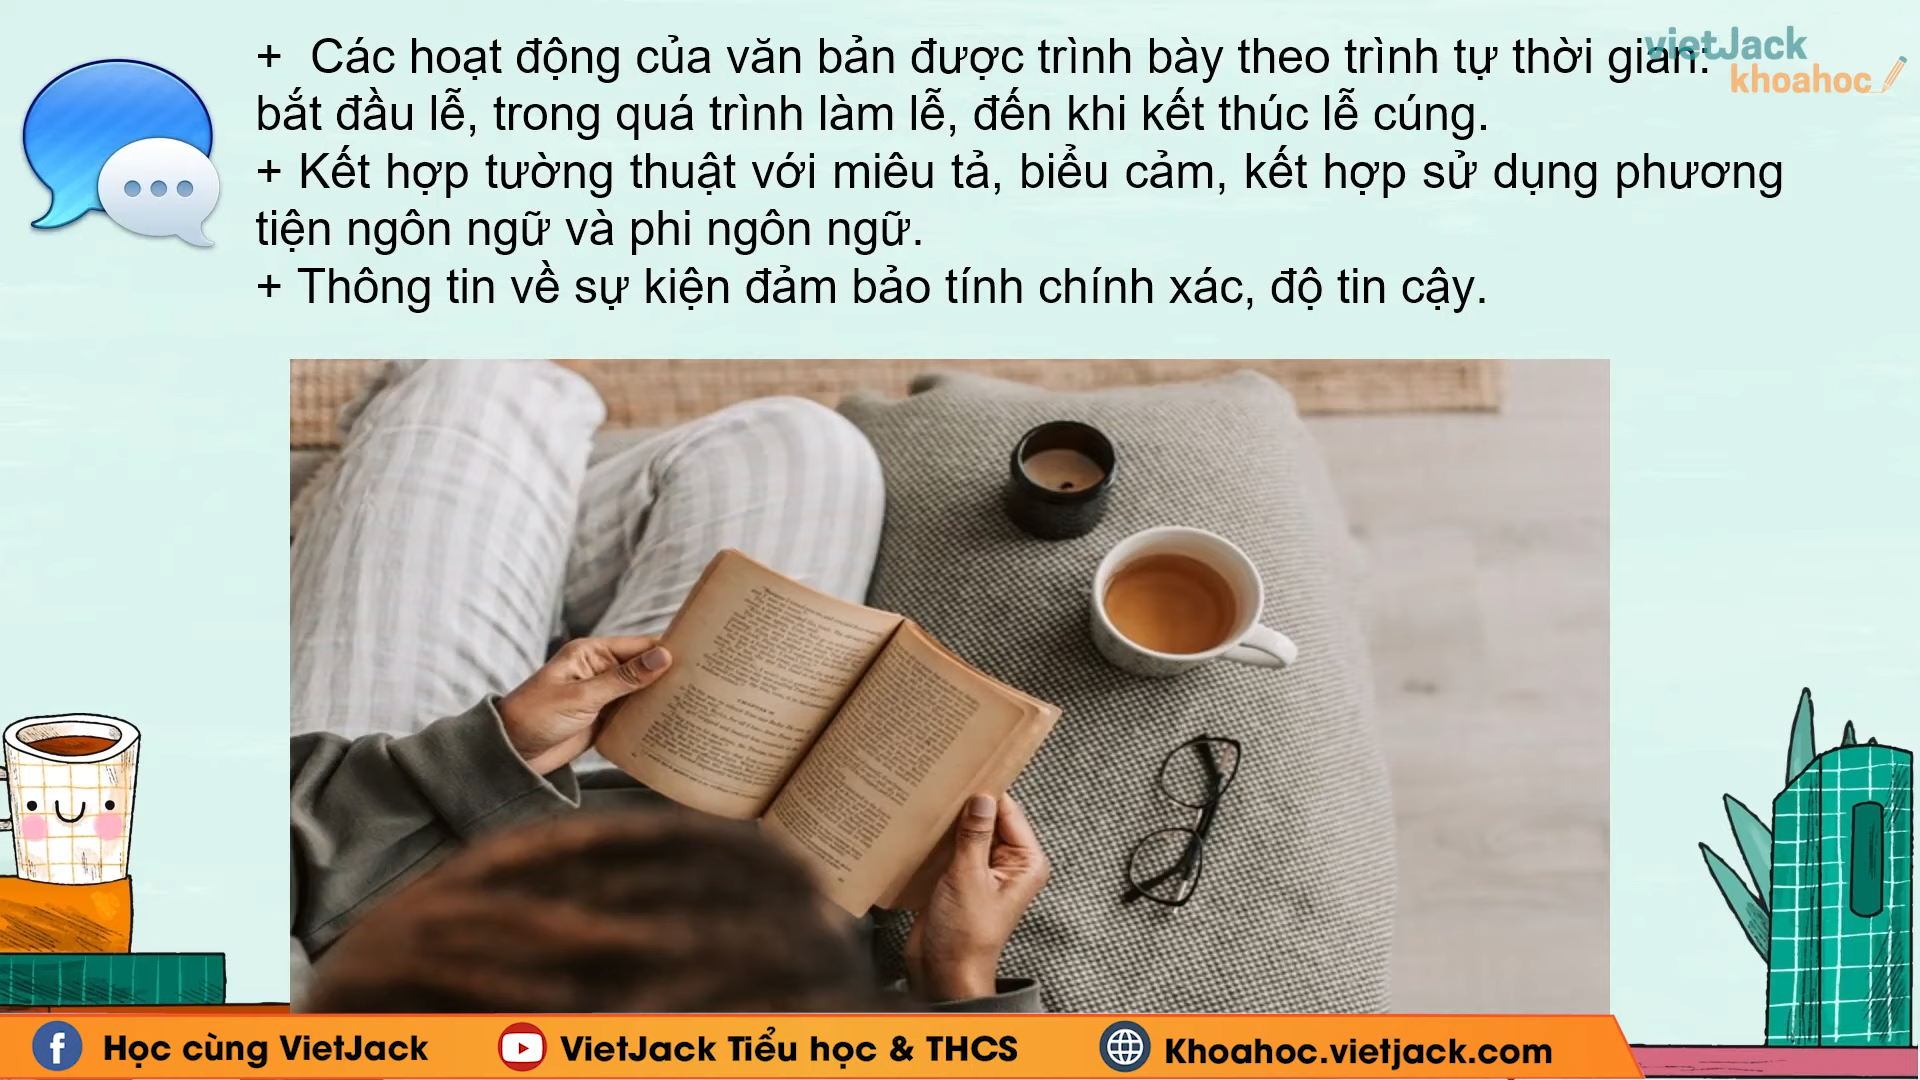 + Các hoạt động của văn bản được trình bày theo trình tự thời gian:
bắt đầu lễ, trong quá trình làm lễ, đến khi kết thúc lễ cúng.
+ Kết hợp tường thuật với miêu tả, biểu cảm, kết hợp sử dụng phương
tiện ngôn ngữ và phi ngôn ngữ.
+ Thông tin về sự kiện đảm bảo tính chính xác, độ tin cậy.
vietJack
khoahoc
Học cùng VietJack
VietJack Tiểu học & THCS
Khoahoc.vietjack.com